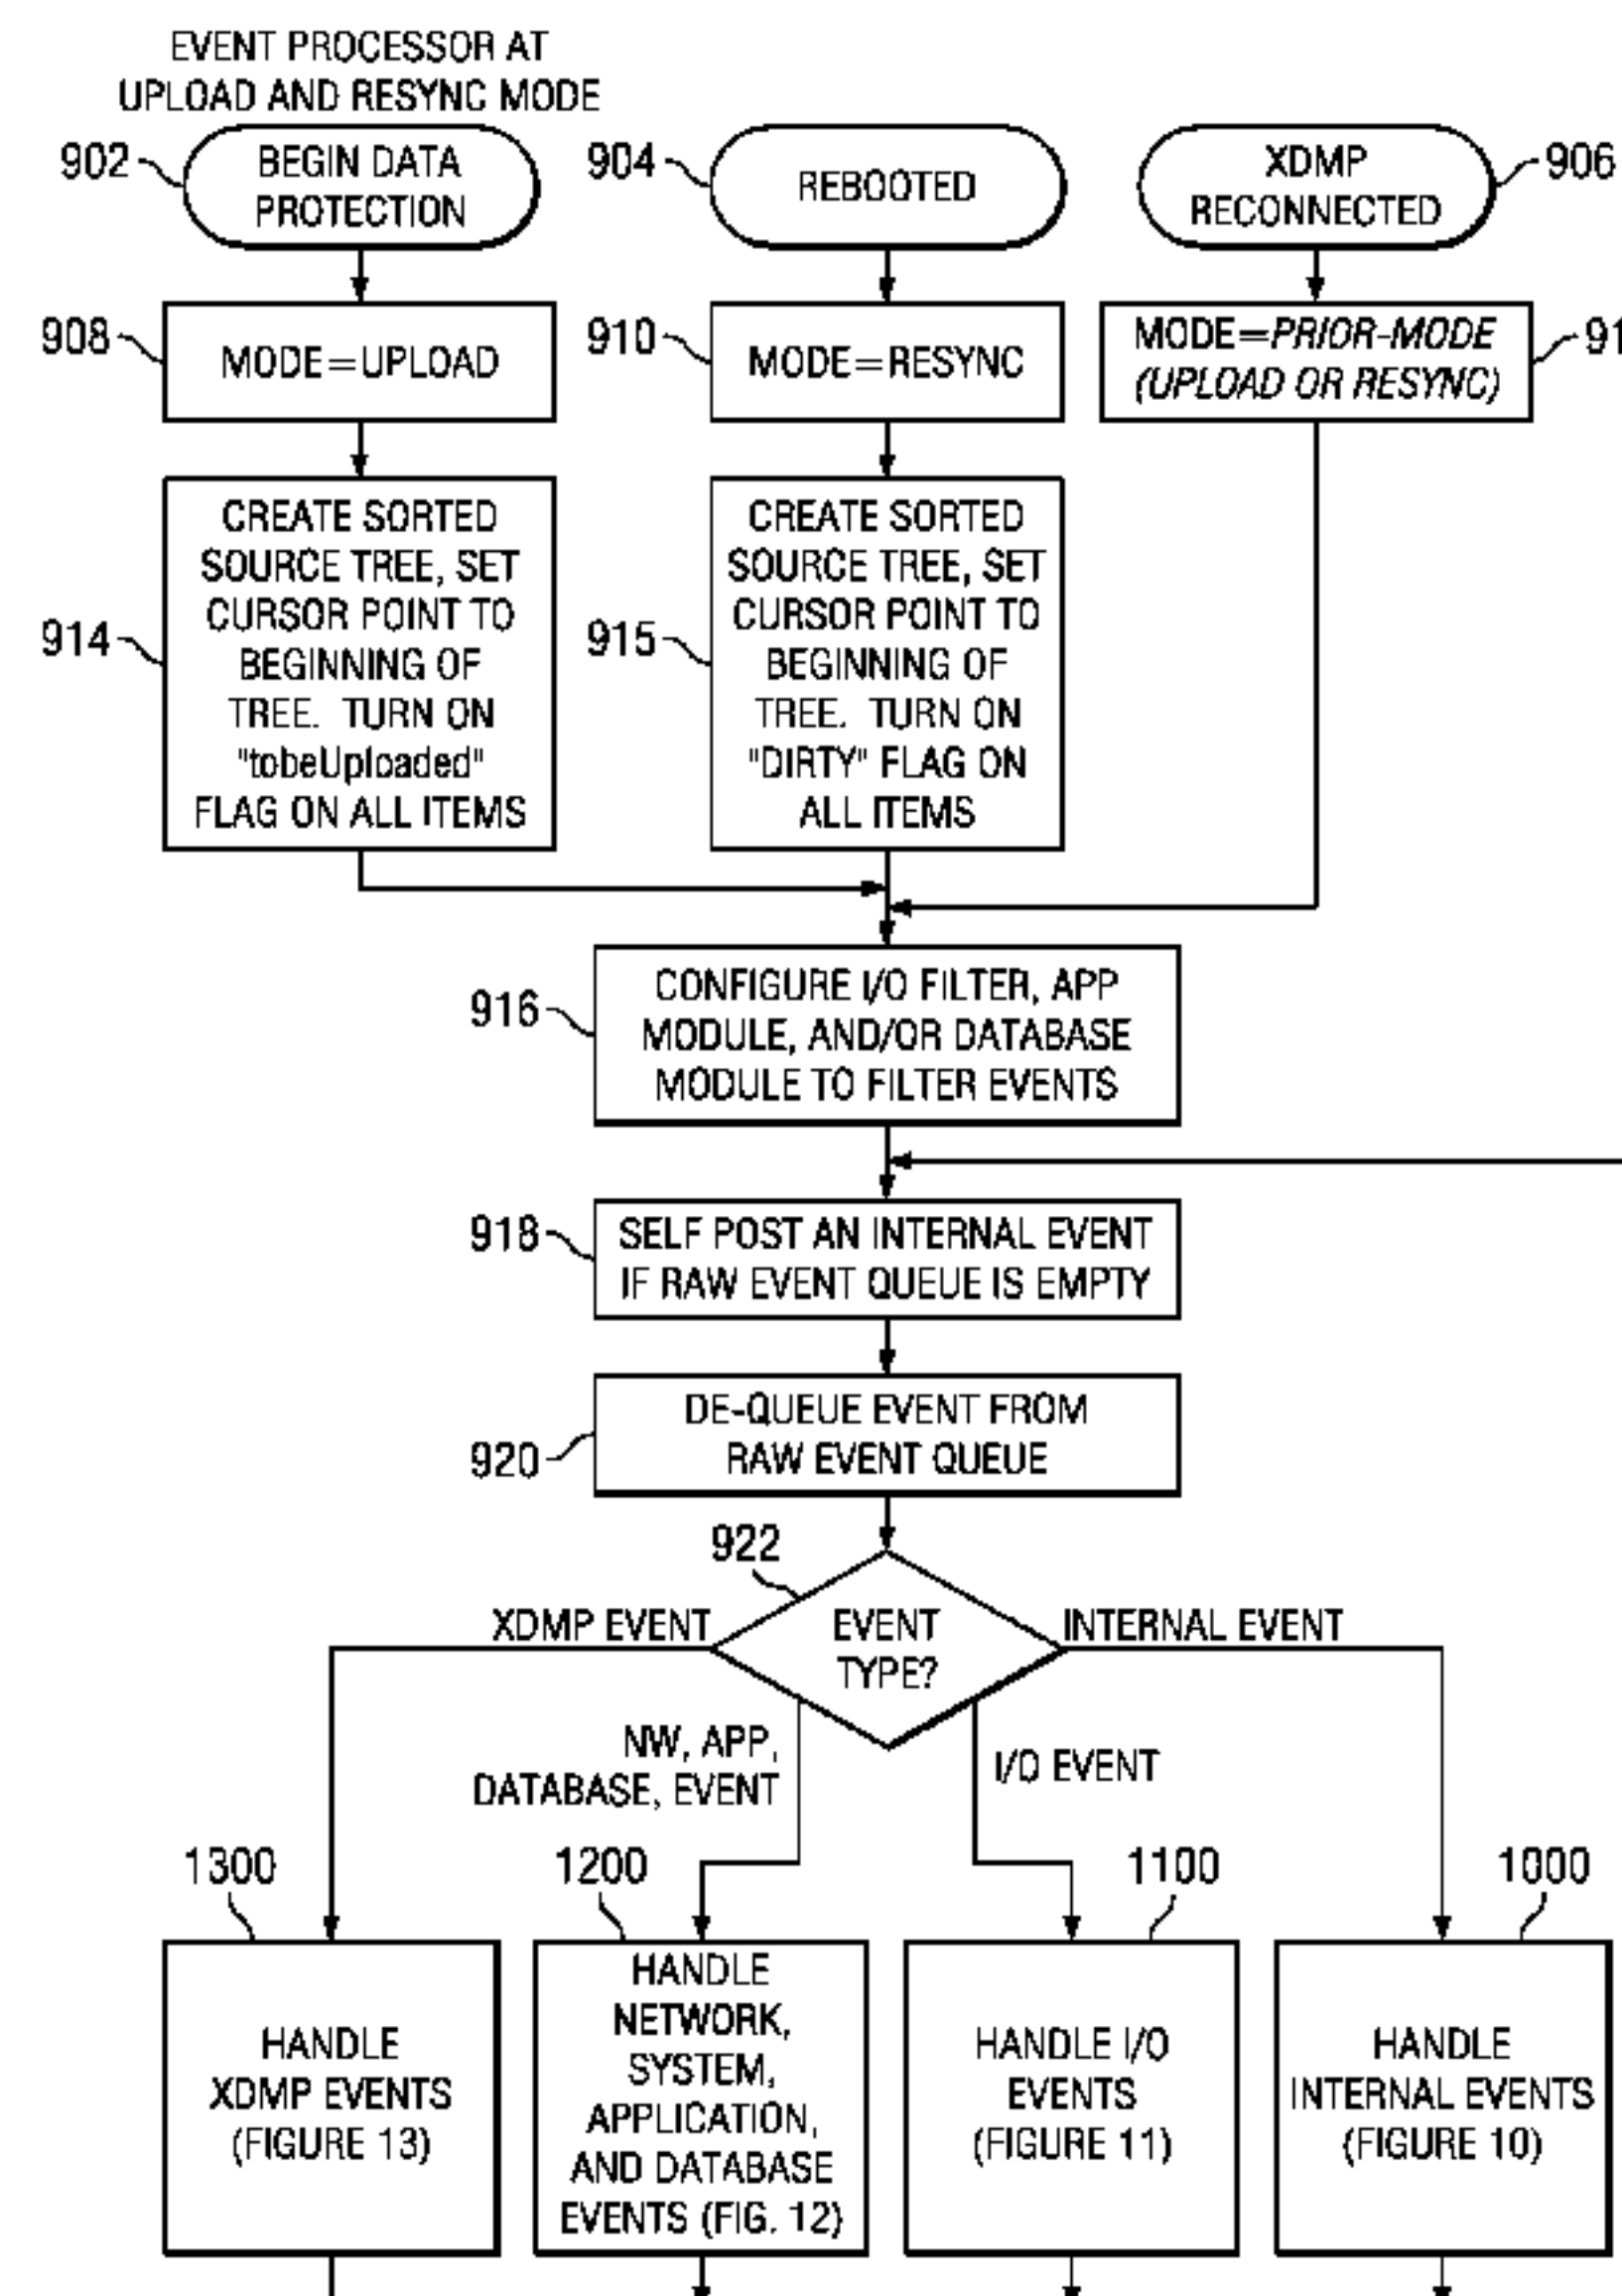 EVENT PROCESSOR AT
UPLOAD AND RESYNC MODE
902
BEGIN DATA
PROTECTION
904
REBOOTED
XDMP
RECONNECTED
906
908
MODE=UPLOAD
910
MODE=RESYNC
MODE=PRIOR-MODE
(UPLOAD OR RESYNC)
914
CREATE SORTED
SOURCE TREE, SET
CURSOR POINT TO
BEGINNING OF
TREE. TURN ON
"tobeUploaded"
FLAG ON ALL ITEMS
915
CREATE SORTED
SOURCE TREE, SET
CURSOR POINT TO
BEGINNING OF
TREE. TURN ON
"DIRTY" FLAG ON
ALL ITEMS
916
CONFIGURE I/O FILTER, APP
MODULE, AND/OR DATABASE
MODULE TO FILTER EVENTS
918
SELF POST AN INTERNAL EVENT
IF RAW EVENT QUEUE IS EMPTY
920
DE-QUEUE EVENT FROM
RAW EVENT QUEUE
922
EVENT
TYPE?
XDMP EVENT
INTERNAL EVENT
NW, APP,
DATABASE, EVENT
I/O EVENT
1300
HANDLE
XDMP EVENTS
(FIGURE 13)
1200
HANDLE
NETWORK,
SYSTEM,
APPLICATION,
AND DATABASE
EVENTS (FIG. 12)
1100
HANDLE I/O
EVENTS
(FIGURE 11)
1000
HANDLE
INTERNAL EVENTS
(FIGURE 10)